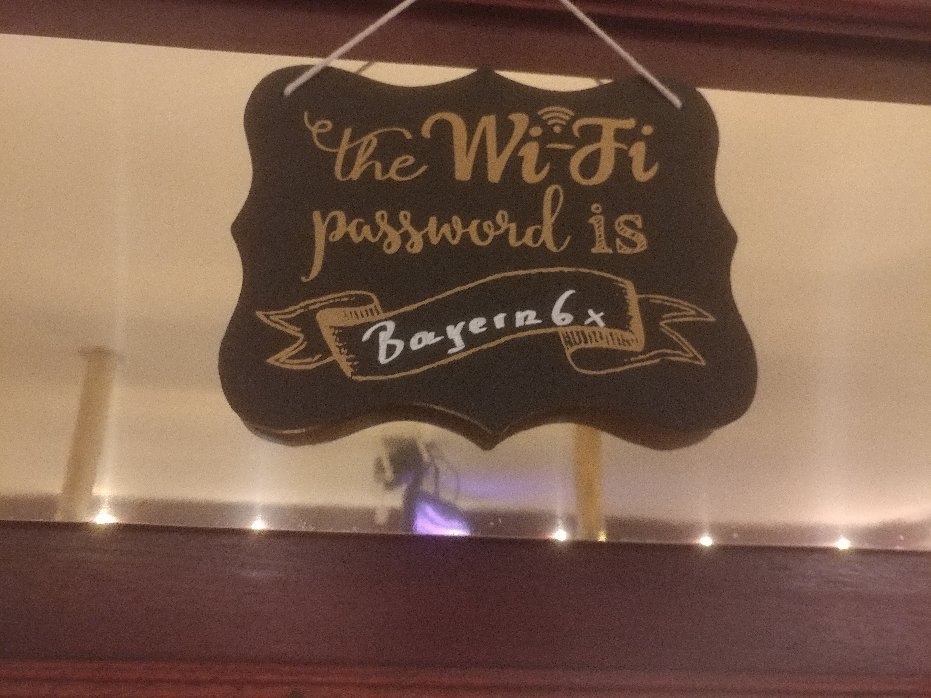 the Wi-Fi
password is
Bayern6x